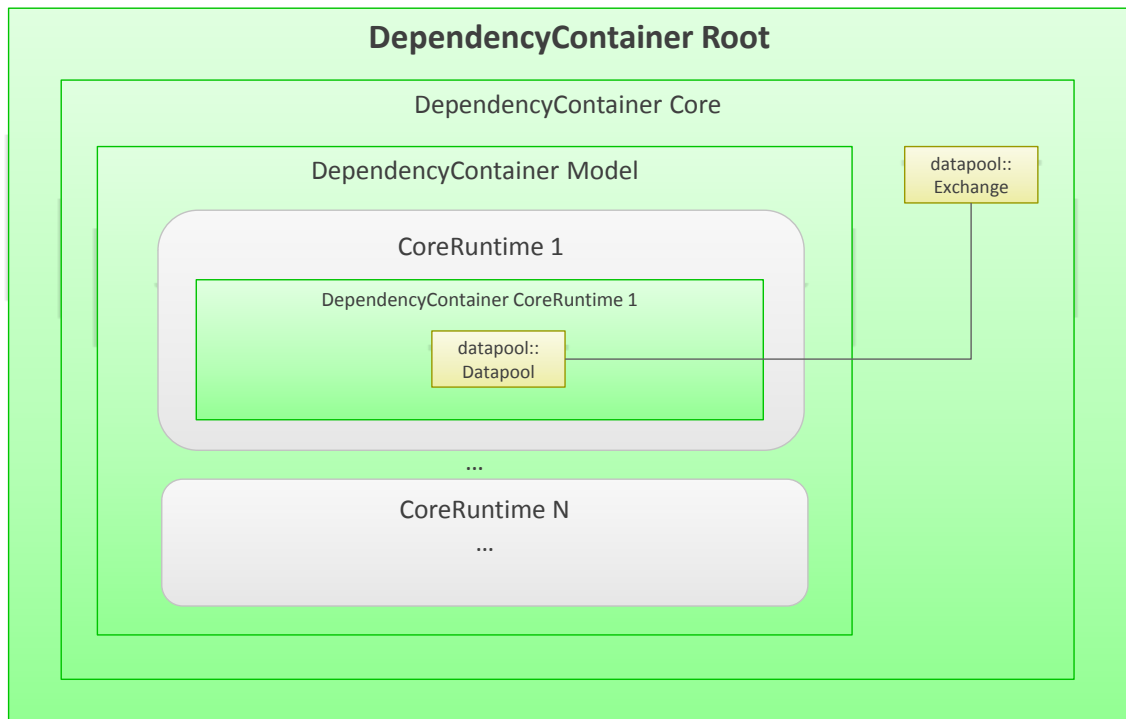 DependencyContainer Root
DependencyContainer Core
DependencyContainer Model
datapool::
Exchange
CoreRuntime 1
DependencyContainer CoreRuntime 1
datapool::
Datapool
...
CoreRuntime N
...